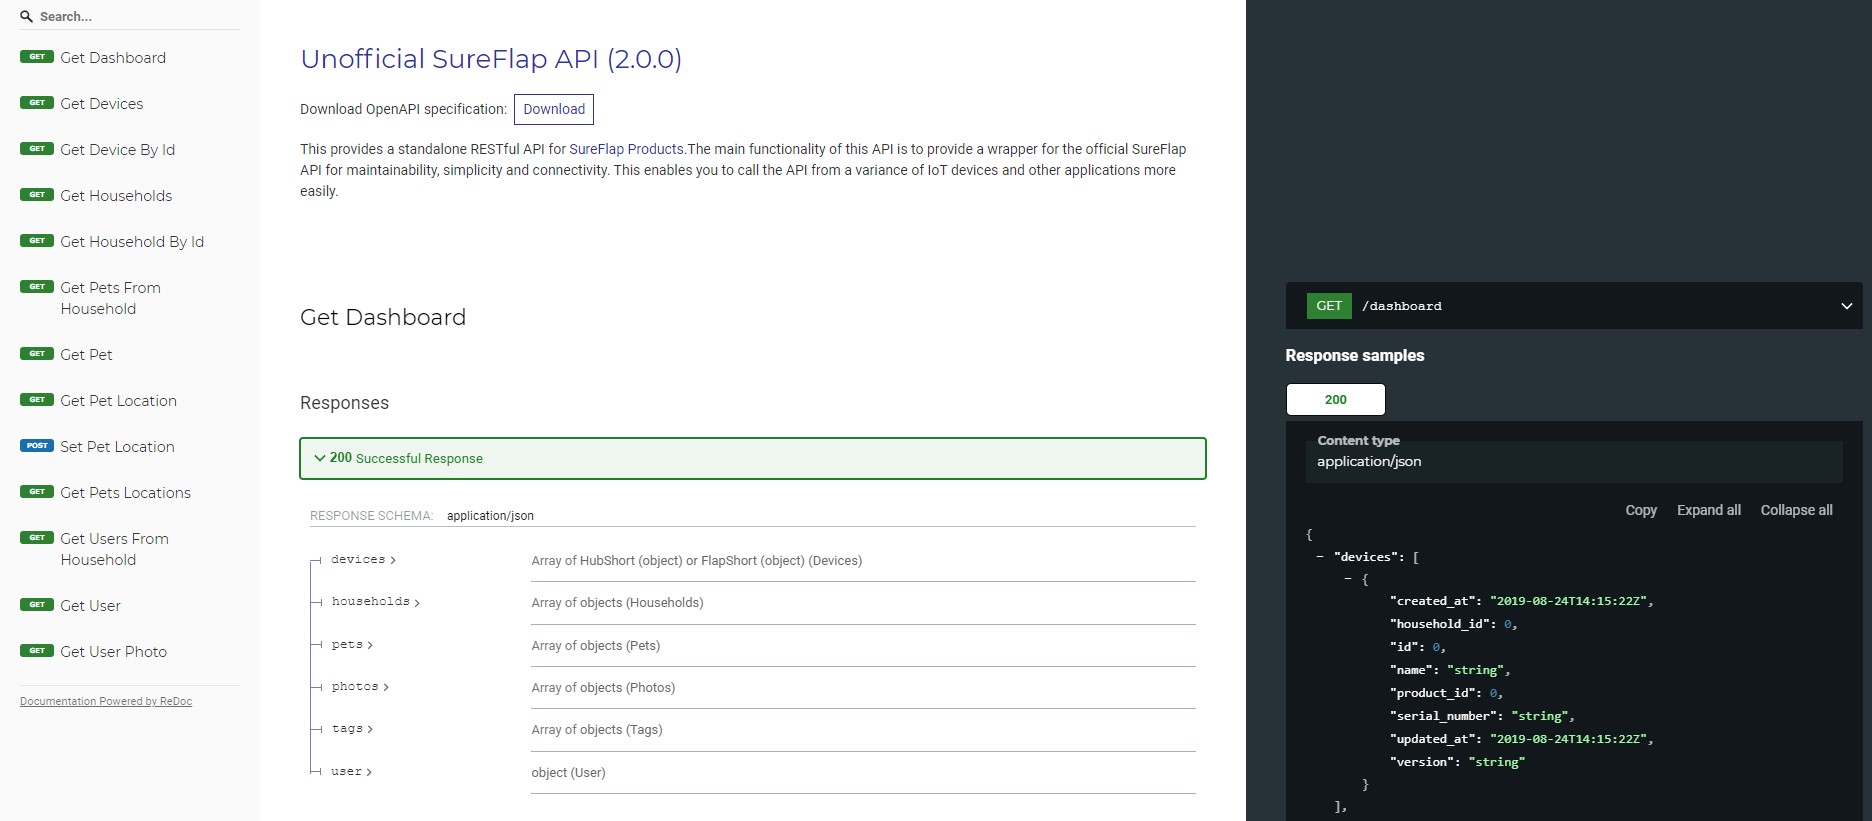 Search...
GET Get Dashboard
GET Get Devices
GET Get Device By Id
GET Get Households
GET Get Household By Id
GET Get Pets From
Household
GET Get Pet
GET Get Pet Location
POST Set Pet Location
GET Get Pets Locations
GET Get Users From
Household
GET Get User
GET Get User Photo
Documentation Powered by ReDoc
Unofficial SureFlap API (2.0.0)
Download OpenAPI specification: Download
This provides a standalone RESTful API for SureFlap Products.The main functionality of this API is to provide a wrapper for the official SureFlap
API for maintainability, simplicity and connectivity. This enables you to call the API from a variance of IoT devices and other applications more
easily.
Get Dashboard
Responses
200 Successful Response
RESPONSE SCHEMA: application/json
devices > Array of HubShort (object) or FlapShort (object) (Devices)
households > Array of objects (Households)
pets > Array of objects (Pets)
photos > Array of objects (Photos)
tags > Array of objects (Tags)
user > object (User)
GET /dashboard
Response samples
200
Content type
application/json
Copy Expand all Collapse all
{
- "devices": [
- {
"created_at": "2019-08-24T14:15:22Z",
"household_id": 0,
"id": 0,
"name": "string",
"product_id": 0,
"serial_number": "string",
"updated_at": "2019-08-24T14:15:22Z",
"version": "string"
}
],